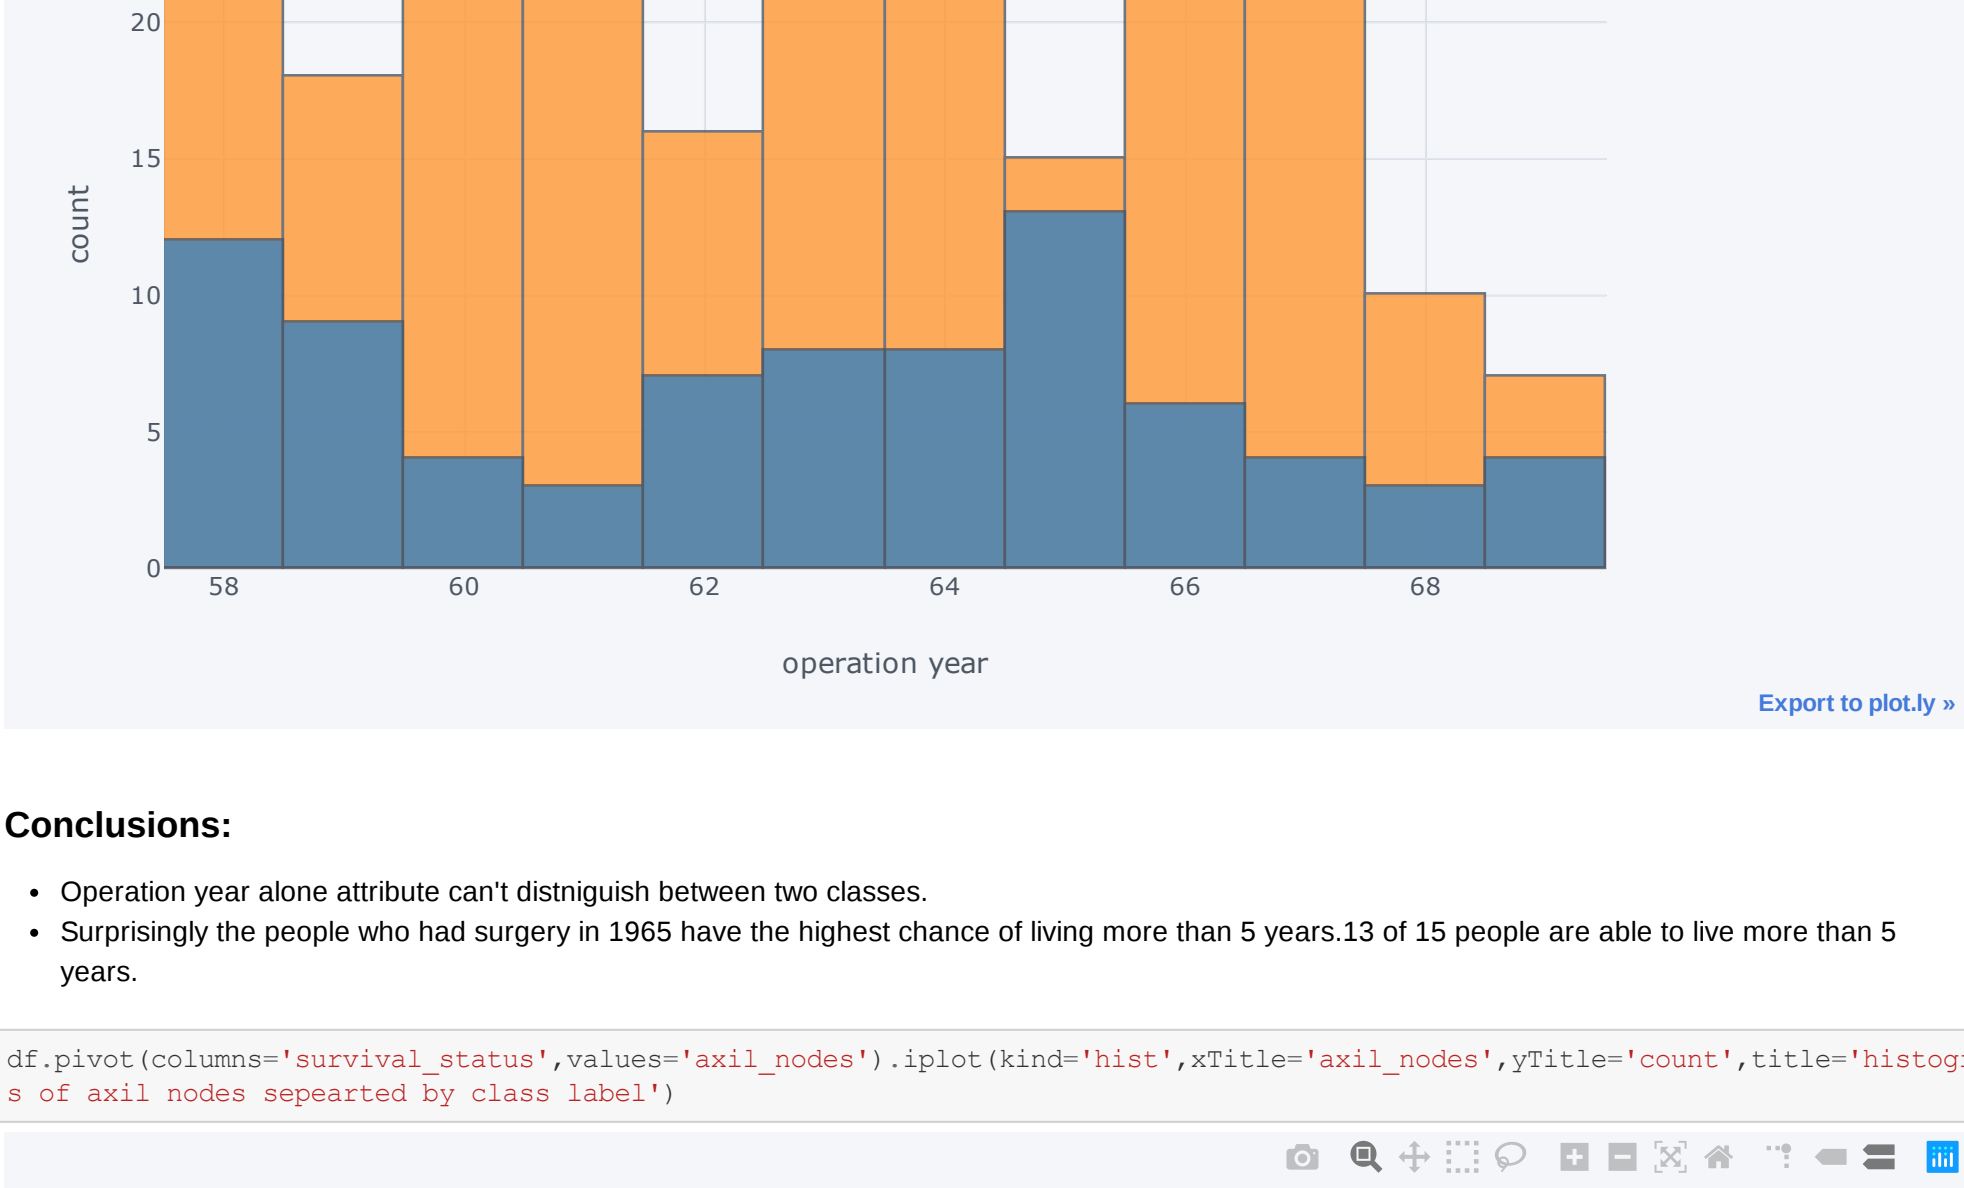 20
15
10
5
0
count
58 60 62 64 66 68
operation year
Export to plot.ly »
Conclusions:
• Operation year alone attribute can't distniguish between two classes.
• Surprisingly the people who had surgery in 1965 have the highest chance of living more than 5 years.13 of 15 people are able to live more than 5
years.
df.pivot(columns='survival_status',values='axil_nodes').iplot(kind='hist',xTitle='axil_nodes',yTitle='count',title='histog
s of axil nodes sepearted by class label')